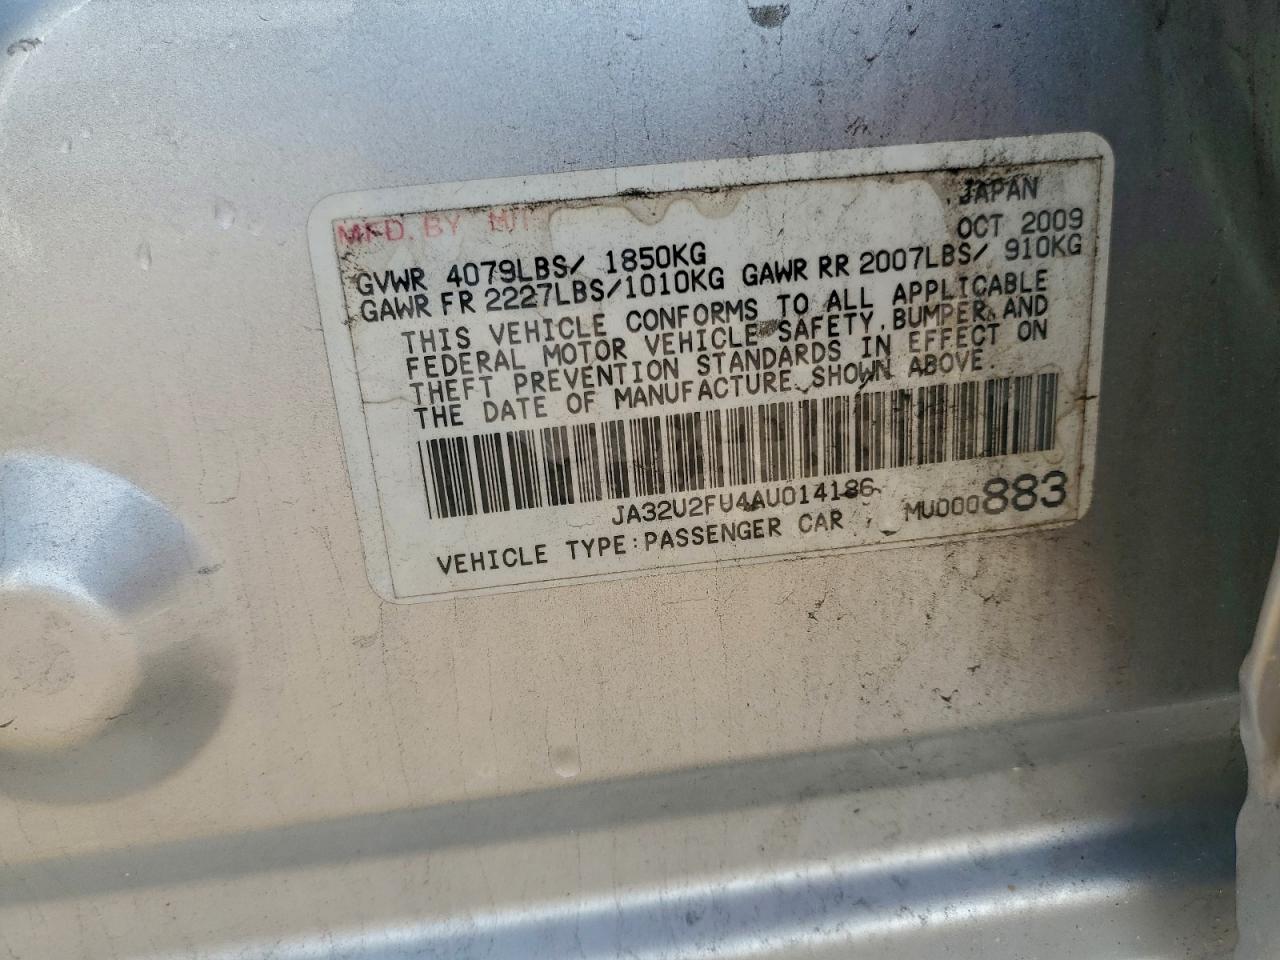 MFD. BY MIT JAPAN
OCT 2009
GVWR 4079LBS/ 1850KG
GAWR FR 2227LBS/1010KG GAWR RR 2007LBS/ 910KG
THIS VEHICLE CONFORMS TO ALL APPLICABLE
FEDERAL MOTOR VEHICLE SAFETY, BUMPER, AND
THEFT PREVENTION STANDARDS IN EFFECT ON
THE DATE OF MANUFACTURE SHOWN ABOVE.
JA32U2FU4AU014186
VEHICLE TYPE:PASSENGER CAR MU000883